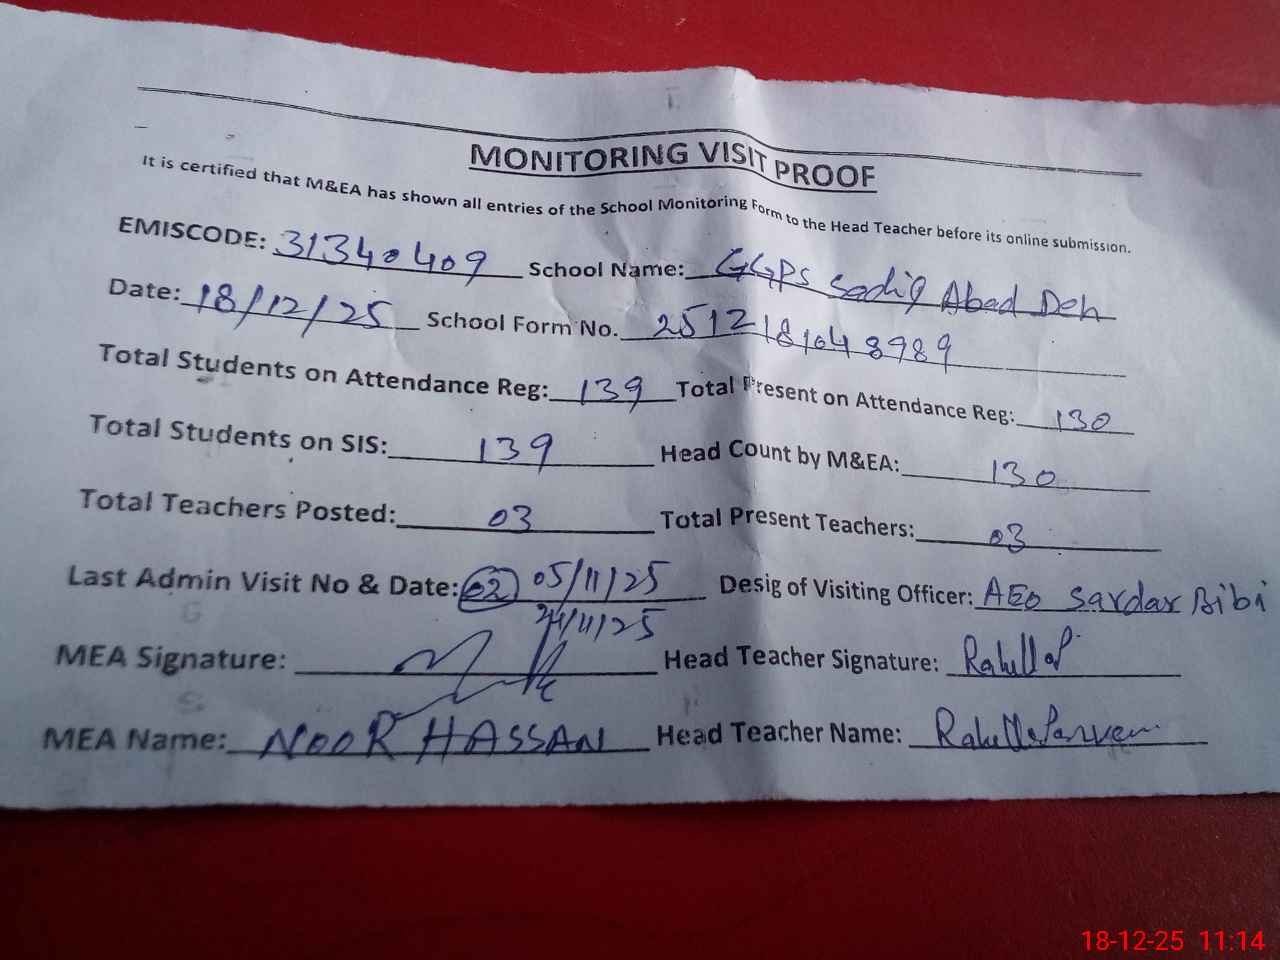 MONITORING VISIT PROOF
It is certified that M&EA has shown all entries of the School Monitoring Form to the Head Teacher before its online submission.
EMISCODE: 31340409 School Name: GGPS Sadiq Abad Deh
Date: 18/12/25 School Form No. 2512181048989
Total Students on Attendance Reg: 139 Total Present on Attendance Reg: 130
Total Students on SIS: 139 Head Count by M&EA: 130
Total Teachers Posted: 03 Total Present Teachers: 03
Last Admin Visit No & Date: 02 05/11/25 Desig of Visiting Officer: AEO Sardar Bibi
24/11/25
MEA Signature: Head Teacher Signature:
MEA Name: NOOR HASSAN Head Teacher Name:
18-12-25 11:14